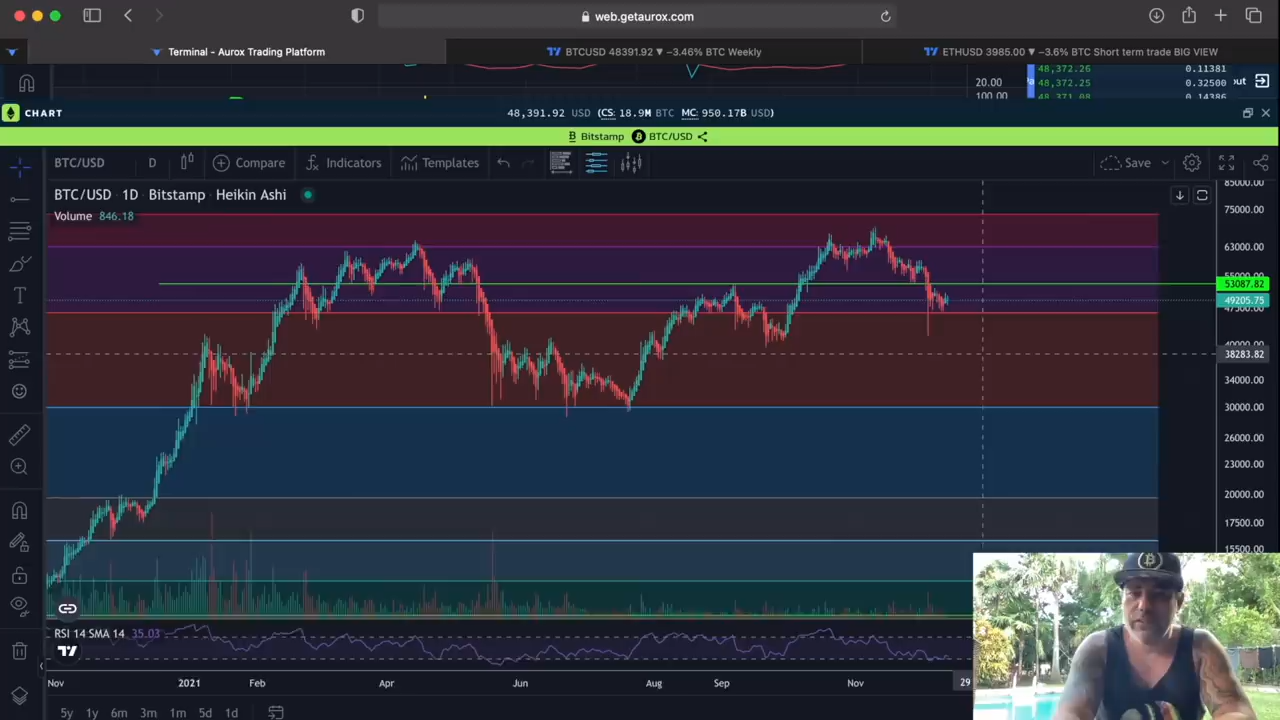 web.getaurox.com
Terminal - Aurox Trading Platform
BTCUSD 48391.92 ▼ −3.46% BTC Weekly
ETHUSD 3985.00 ▼ −3.6% BTC Short term trade BIG VIEW
20.00
100.00
48,372.26 0.11381
48,372.25 0.32500
48,371.08 0.14386
out
CHART
48,391.92 USD (CS: 18.9M BTC MC: 950.17B USD)
Bitstamp BTC/USD
BTC/USD D Compare Indicators Templates Save
BTC/USD · 1D · Bitstamp · Heikin Ashi
Volume 846.18
85000.00
75000.00
63000.00
55000.00
53087.82
49205.75
47500.00
40000.00
38283.82
34000.00
30000.00
26000.00
23000.00
20000.00
17500.00
15500.00
RSI 14 SMA 14 35.03
Nov 2021 Feb Apr Jun Aug Sep Nov 29
5y 1y 6m 3m 1m 5d 1d